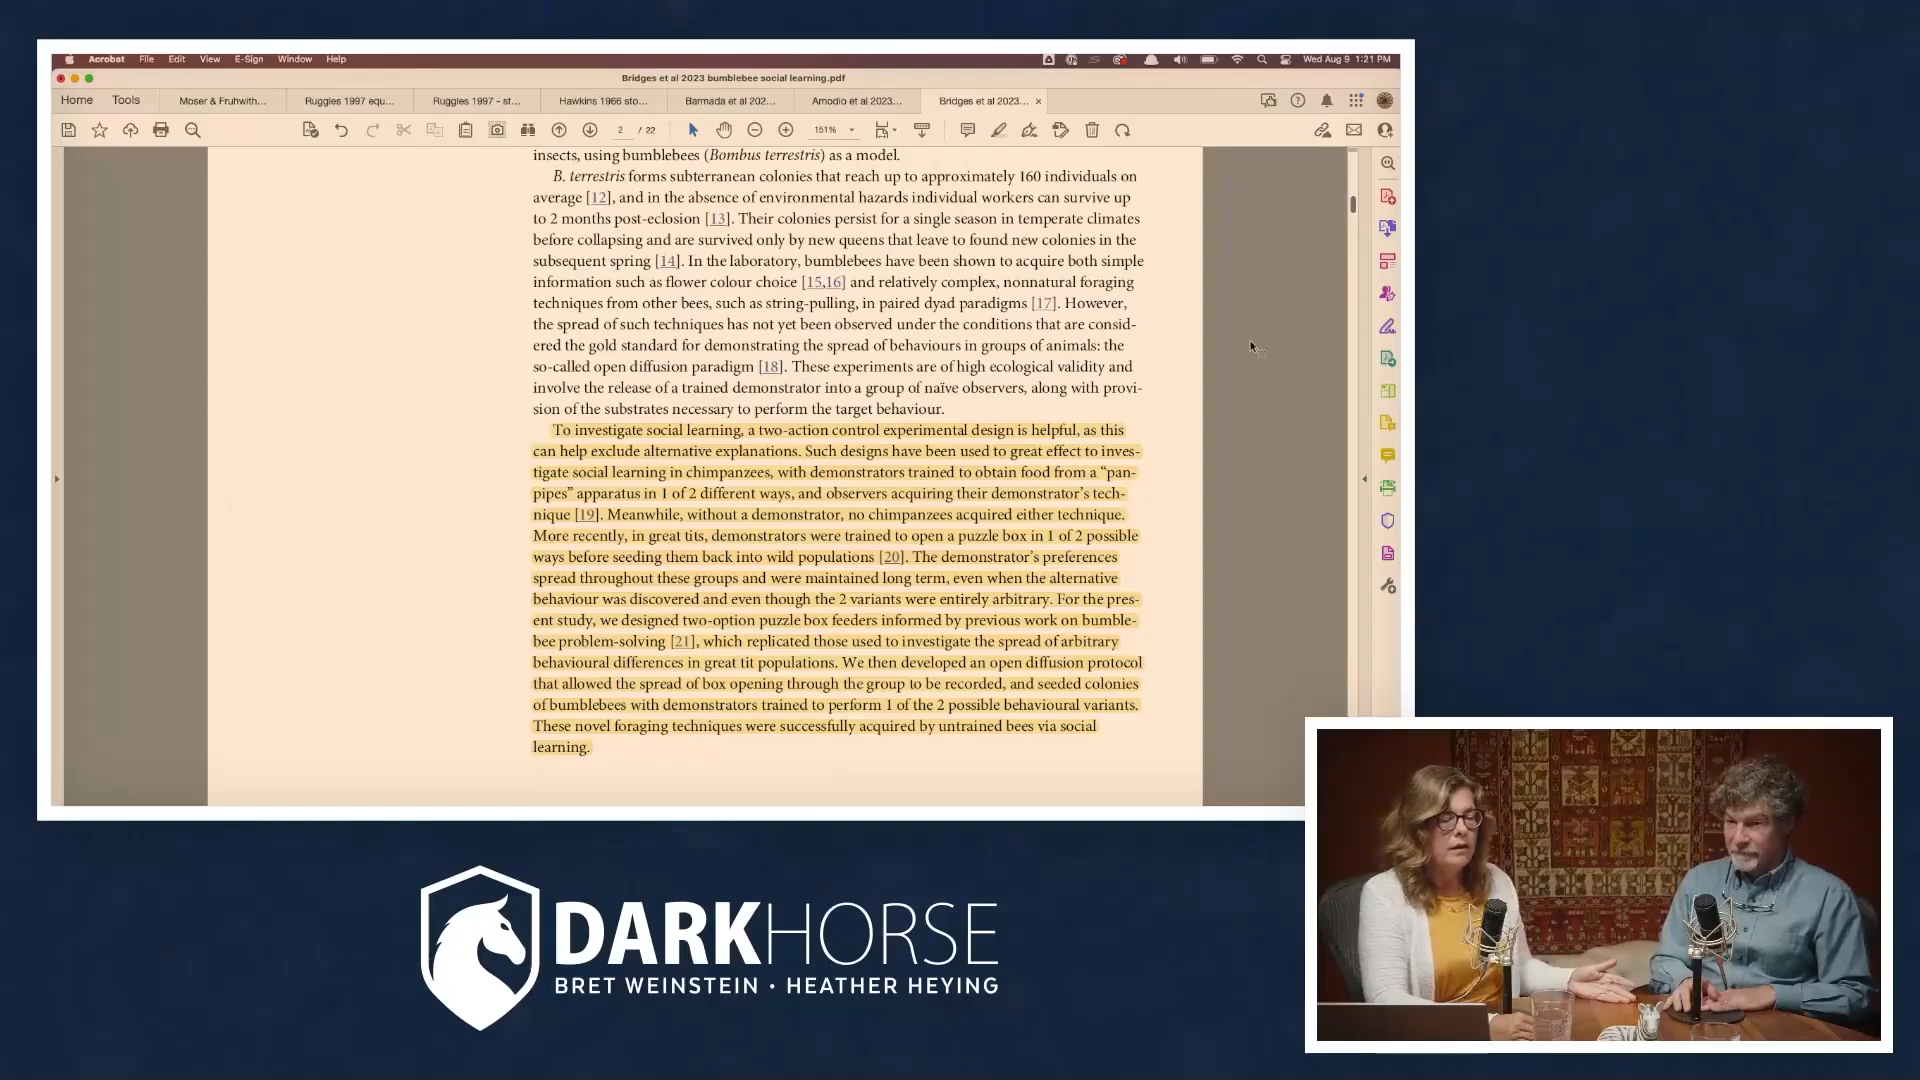 Acrobat File Edit View E-Sign Window Help
Wed Aug 9 1:21 PM
Bridges et al 2023 bumblebee social learning.pdf
Home Tools Moser & Fruhwith... Ruggles 1997 equ... Ruggles 1997 - st... Hawkins 1966 sto... Barmada et al 202... Amodio et al 2023... Bridges et al 2023... ×
2 / 22 151%
insects, using bumblebees (Bombus terrestris) as a model.
B. terrestris forms subterranean colonies that reach up to approximately 160 individuals on
average [12], and in the absence of environmental hazards individual workers can survive up
to 2 months post-eclosion [13]. Their colonies persist for a single season in temperate climates
before collapsing and are survived only by new queens that leave to found new colonies in the
subsequent spring [14]. In the laboratory, bumblebees have been shown to acquire both simple
information such as flower colour choice [15,16] and relatively complex, nonnatural foraging
techniques from other bees, such as string-pulling, in paired dyad paradigms [17]. However,
the spread of such techniques has not yet been observed under the conditions that are consid-
ered the gold standard for demonstrating the spread of behaviours in groups of animals: the
so-called open diffusion paradigm [18]. These experiments are of high ecological validity and
involve the release of a trained demonstrator into a group of naïve observers, along with provi-
sion of the substrates necessary to perform the target behaviour.
To investigate social learning, a two-action control experimental design is helpful, as this
can help exclude alternative explanations. Such designs have been used to great effect to inves-
tigate social learning in chimpanzees, with demonstrators trained to obtain food from a “pan-
pipes” apparatus in 1 of 2 different ways, and observers acquiring their demonstrator’s tech-
nique [19]. Meanwhile, without a demonstrator, no chimpanzees acquired either technique.
More recently, in great tits, demonstrators were trained to open a puzzle box in 1 of 2 possible
ways before seeding them back into wild populations [20]. The demonstrator’s preferences
spread throughout these groups and were maintained long term, even when the alternative
behaviour was discovered and even though the 2 variants were entirely arbitrary. For the pres-
ent study, we designed two-option puzzle box feeders informed by previous work on bumble-
bee problem-solving [21], which replicated those used to investigate the spread of arbitrary
behavioural differences in great tit populations. We then developed an open diffusion protocol
that allowed the spread of box opening through the group to be recorded, and seeded colonies
of bumblebees with demonstrators trained to perform 1 of the 2 possible behavioural variants.
These novel foraging techniques were successfully acquired by untrained bees via social
learning.
DARKHORSE
BRET WEINSTEIN • HEATHER HEYING